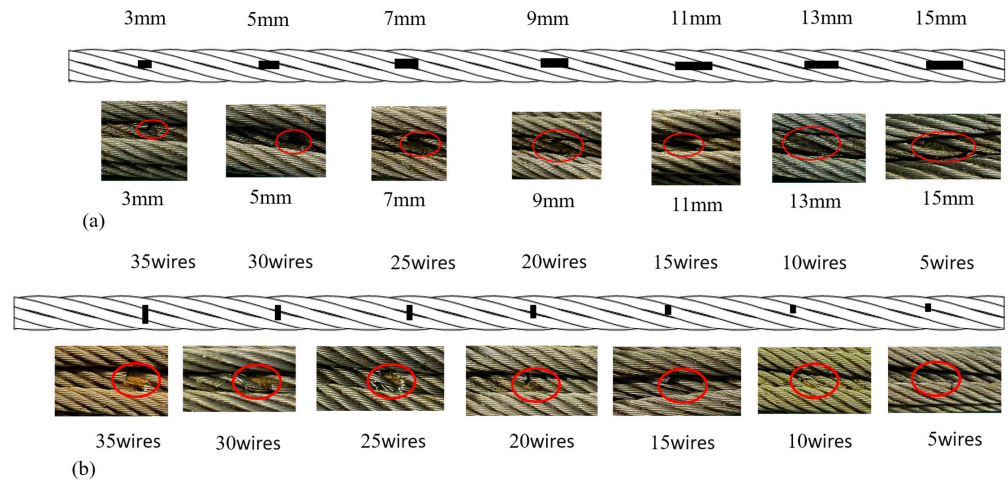 3mm 5mm 7mm 9mm 11mm 13mm 15mm
3mm 5mm 7mm 9mm 11mm 13mm 15mm
(a)
35wires 30wires 25wires 20wires 15wires 10wires 5wires
35wires 30wires 25wires 20wires 15wires 10wires 5wires
(b)